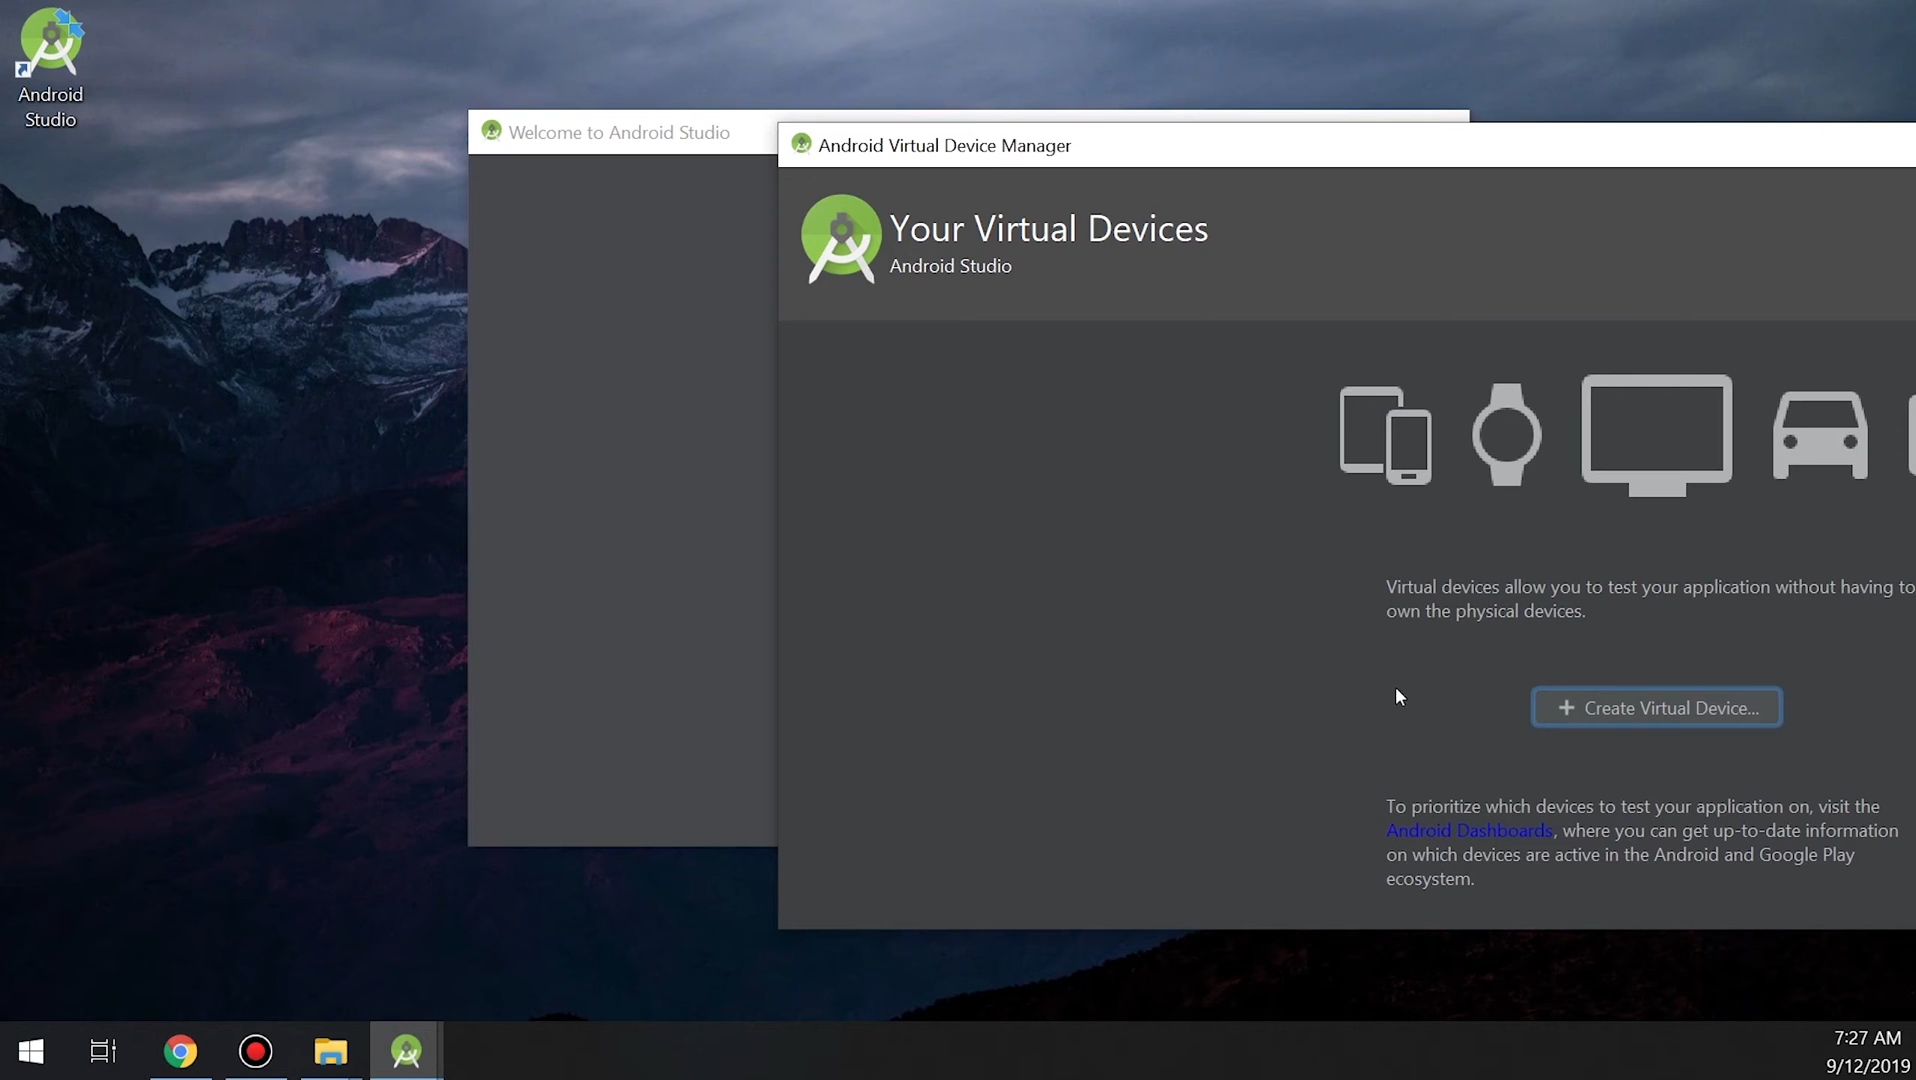 Android
Studio
Welcome to Android Studio
Android Virtual Device Manager
Your Virtual Devices
Android Studio
Virtual devices allow you to test your application without having to
own the physical devices.
+ Create Virtual Device...
To prioritize which devices to test your application on, visit the
Android Dashboards, where you can get up-to-date information
on which devices are active in the Android and Google Play
ecosystem.
7:27 AM
9/12/2019